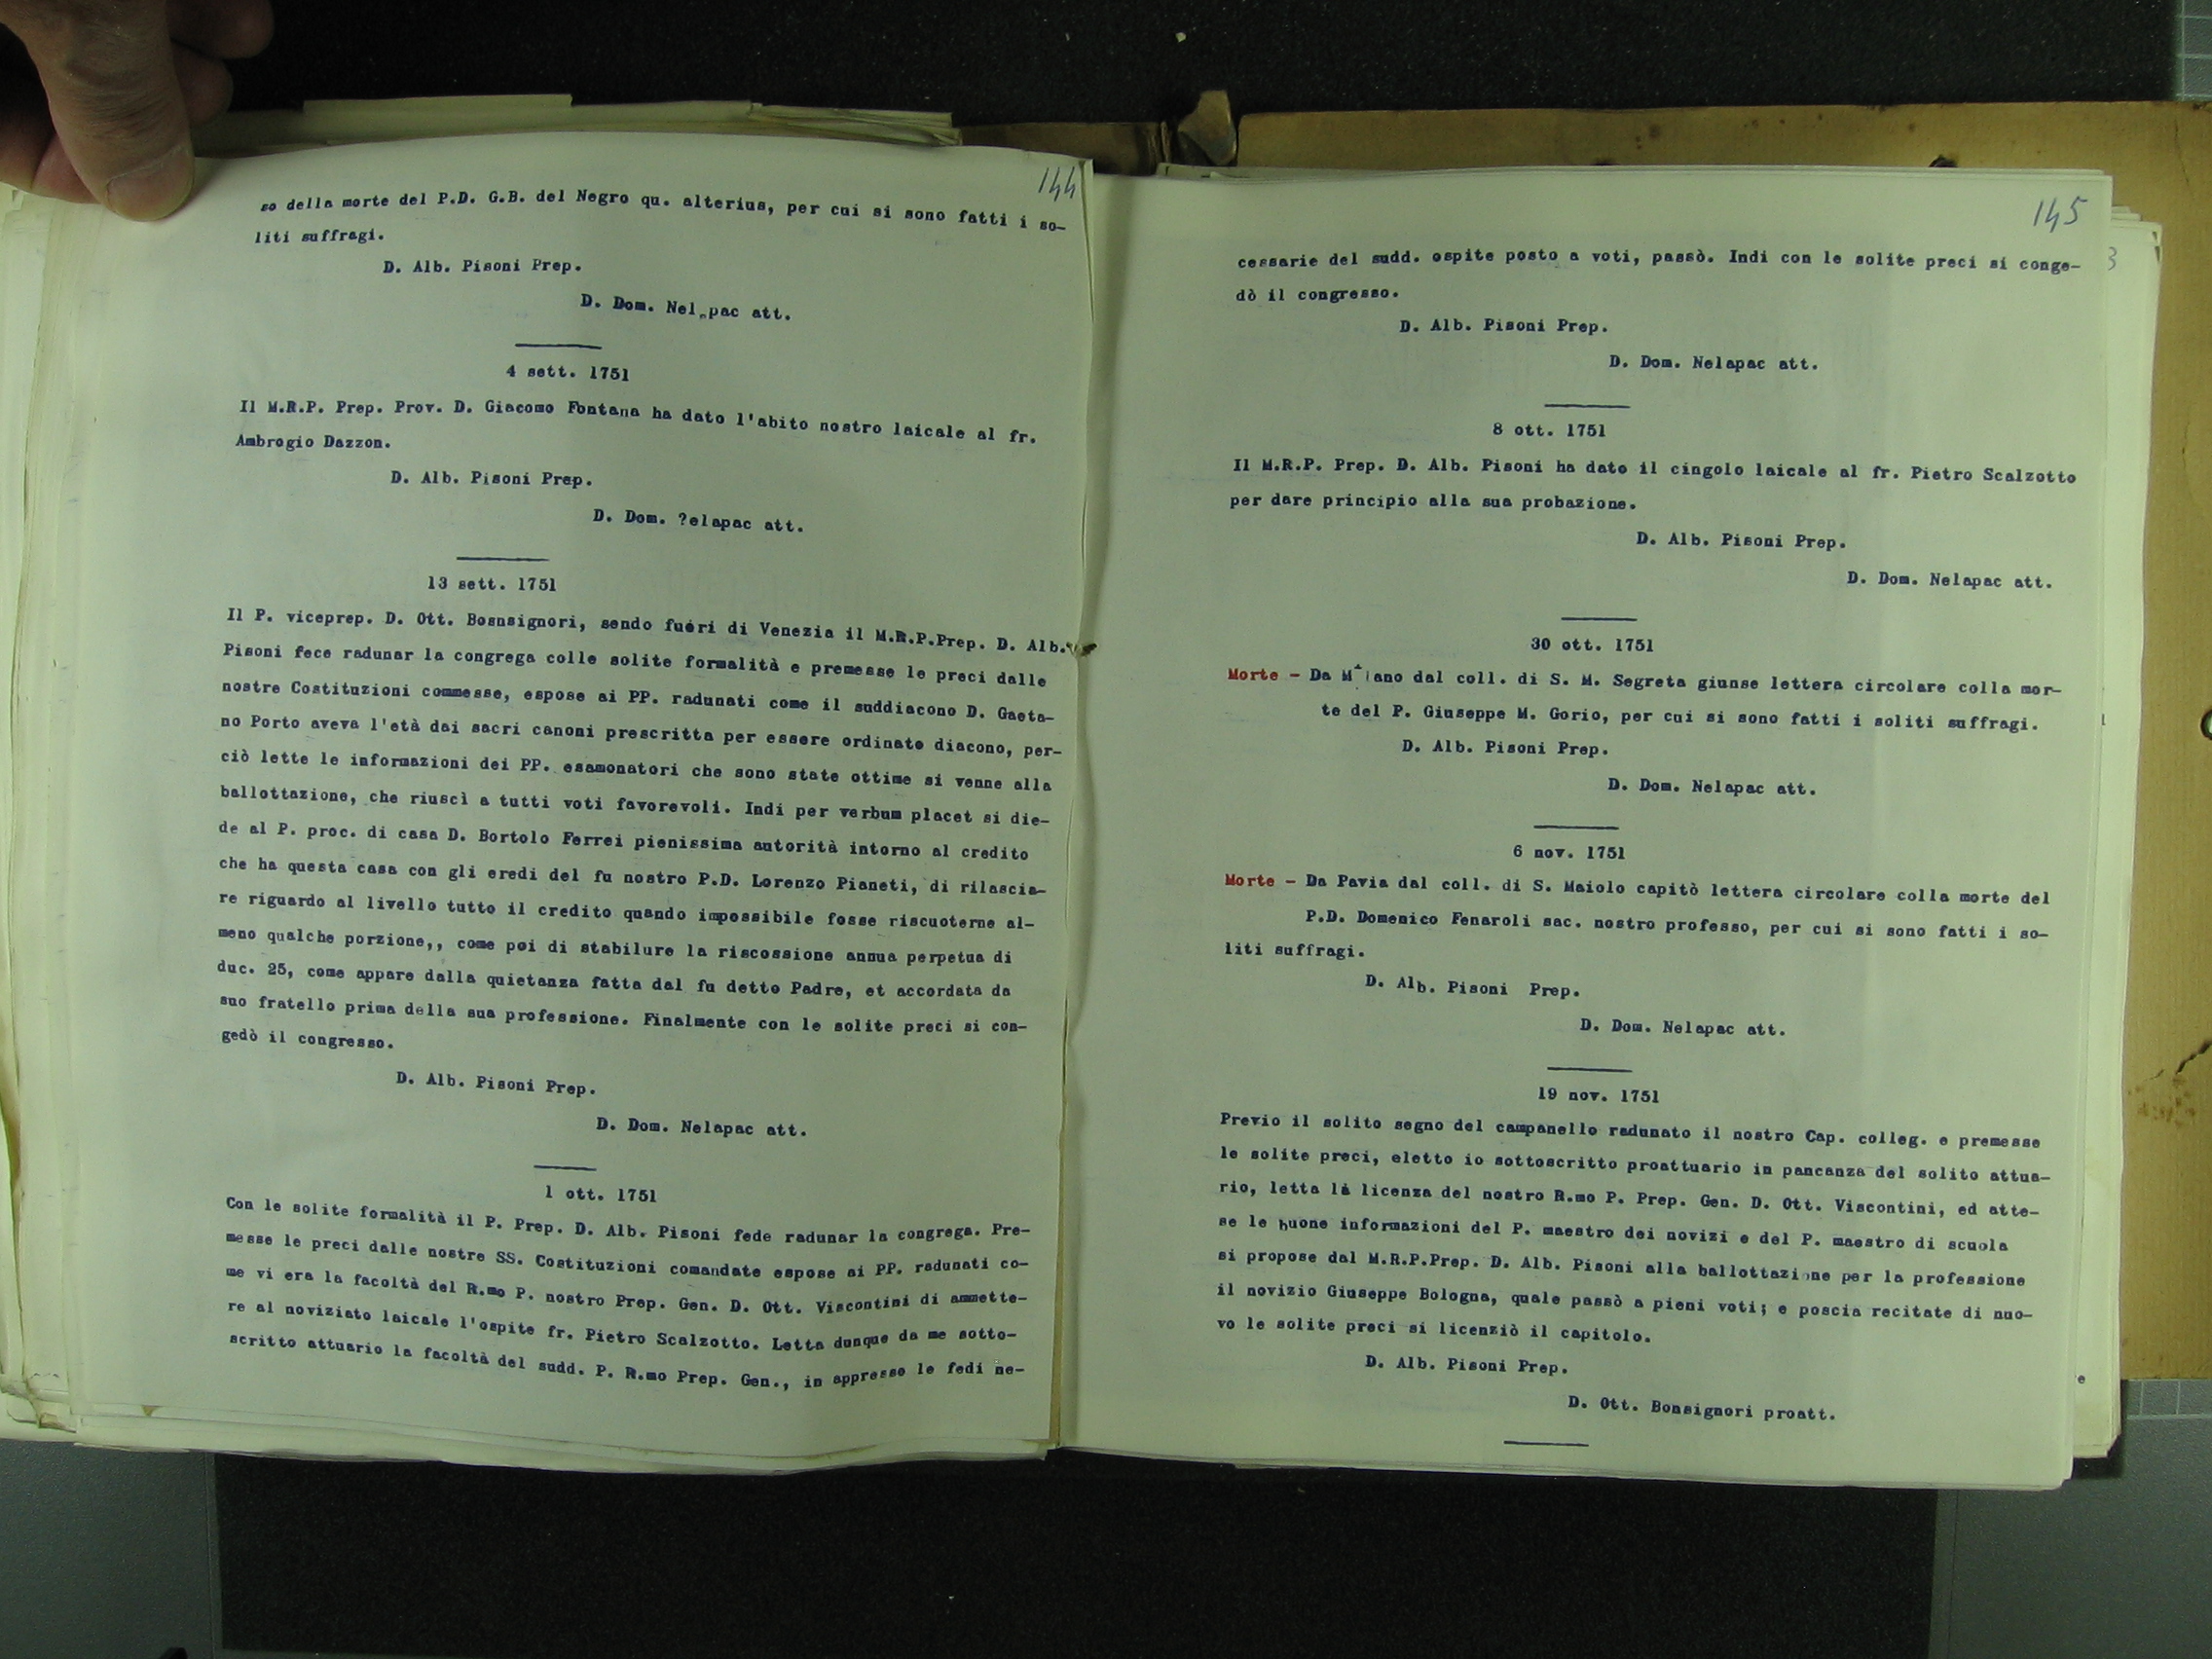 144
so della morte del P.D. G.B. del Negro qu. alterius, per cui si sono fatti i so-
liti suffragi.
D. Alb. Pisoni Prep.
D. Dom. Nel pac att.
4 sett. 1751
Il M.R.P. Prep. Prov. D. Giacomo Fontana ha dato l'abito nostro laicale al fr.
Ambrogio Dazzon.
D. Alb. Pisoni Prep.
D. Dom. ?elapac att.
13 sett. 1751
Il P. viceprep. D. Ott. Bosnsignori, sendo fuori di Venezia il M.R.P.Prep. D. Alb.
Pisoni fece radunar la congrega colle solite formalità e premesse le preci dalle
nostre Costituzioni commesse, espose ai PP. radunati come il suddiacono D. Gaeta-
no Porto aveva l'età dai sacri canoni prescritta per essere ordinato diacono, per-
ciò lette le informazioni dei PP. esamonatori che sono state ottime si venne alla
ballottazione, che riuscì a tutti voti favorevoli. Indi per verbum placet si die-
de al P. proc. di casa D. Bortolo Ferrei pienissima autorità intorno al credito
che ha questa casa con gli eredi del fu nostro P.D. Lorenzo Pianeti, di rilascia-
re riguardo al livello tutto il credito quando impossibile fosse riscuoterne al-
meno qualche porzione,, come poi di stabilure la riscossione annua perpetua di
duc. 25, come appare dalla quietanza fatta dal fu detto Padre, et accordata da
suo fratello prima della sua professione. Finalmente con le solite preci si con-
gedò il congresso.
D. Alb. Pisoni Prep.
D. Dom. Nelapac att.
1 ott. 1751
Con le solite formalità il P. Prep. D. Alb. Pisoni fede radunar la congrega. Pre-
messe le preci dalle nostre SS. Costituzioni comandate espose ai PP. radunati co-
me vi era la facoltà del R.mo P. nostro Prep. Gen. D. Ott. Viscontini di ammette-
re al noviziato laicale l'ospite fr. Pietro Scalzotto. Letta dunque da me sotto-
scritto attuario la facoltà del sudd. P. R.mo Prep. Gen., in appresso le fedi ne-
145
cessarie del sudd. ospite posto a voti, passò. Indi con le solite preci si conge-
dò il congresso.
D. Alb. Pisoni Prep.
D. Dom. Nelapac att.
8 ott. 1751
Il M.R.P. Prep. D. Alb. Pisoni ha dato il cingolo laicale al fr. Pietro Scalzotto
per dare principio alla sua probazione.
D. Alb. Pisoni Prep.
D. Dom. Nelapac att.
30 ott. 1751
Morte - Da Milano dal coll. di S. M. Segreta giunse lettera circolare colla mor-
te del P. Giuseppe M. Gorio, per cui si sono fatti i soliti suffragi.
D. Alb. Pisoni Prep.
D. Dom. Nelapac att.
6 nov. 1751
Morte - Da Pavia dal coll. di S. Maiolo capitò lettera circolare colla morte del
P.D. Domenico Fenaroli sac. nostro professo, per cui si sono fatti i so-
liti suffragi.
D. Alb. Pisoni Prep.
D. Dom. Nelapac att.
19 nov. 1751
Previo il solito segno del campanello radunato il nostro Cap. colleg. e premesse
le solite preci, eletto io sottoscritto proattuario in pancanza del solito attua-
rio, letta la licenza del nostro R.mo P. Prep. Gen. D. Ott. Viscontini, ed atte-
se le buone informazioni del P. maestro dei novizi e del P. maestro di scuola
si propose dal M.R.P.Prep. D. Alb. Pisoni alla ballottazione per la professione
il novizio Giuseppe Bologna, quale passò a pieni voti; e poscia recitate di nuo-
vo le solite preci si licenziò il capitolo.
D. Alb. Pisoni Prep.
D. Ott. Bonsignori proatt.